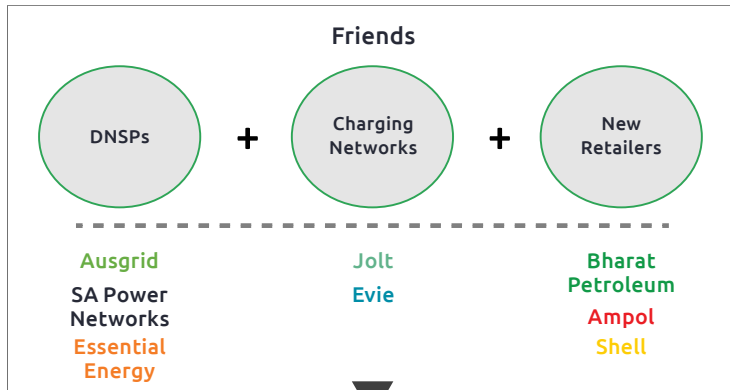 Friends
DNSPs
+
Charging
Networks
+
New
Retailers
Ausgrid
SA Power
Networks
Essential
Energy
Jolt
Evie
Bharat
Petroleum
Ampol
Shell